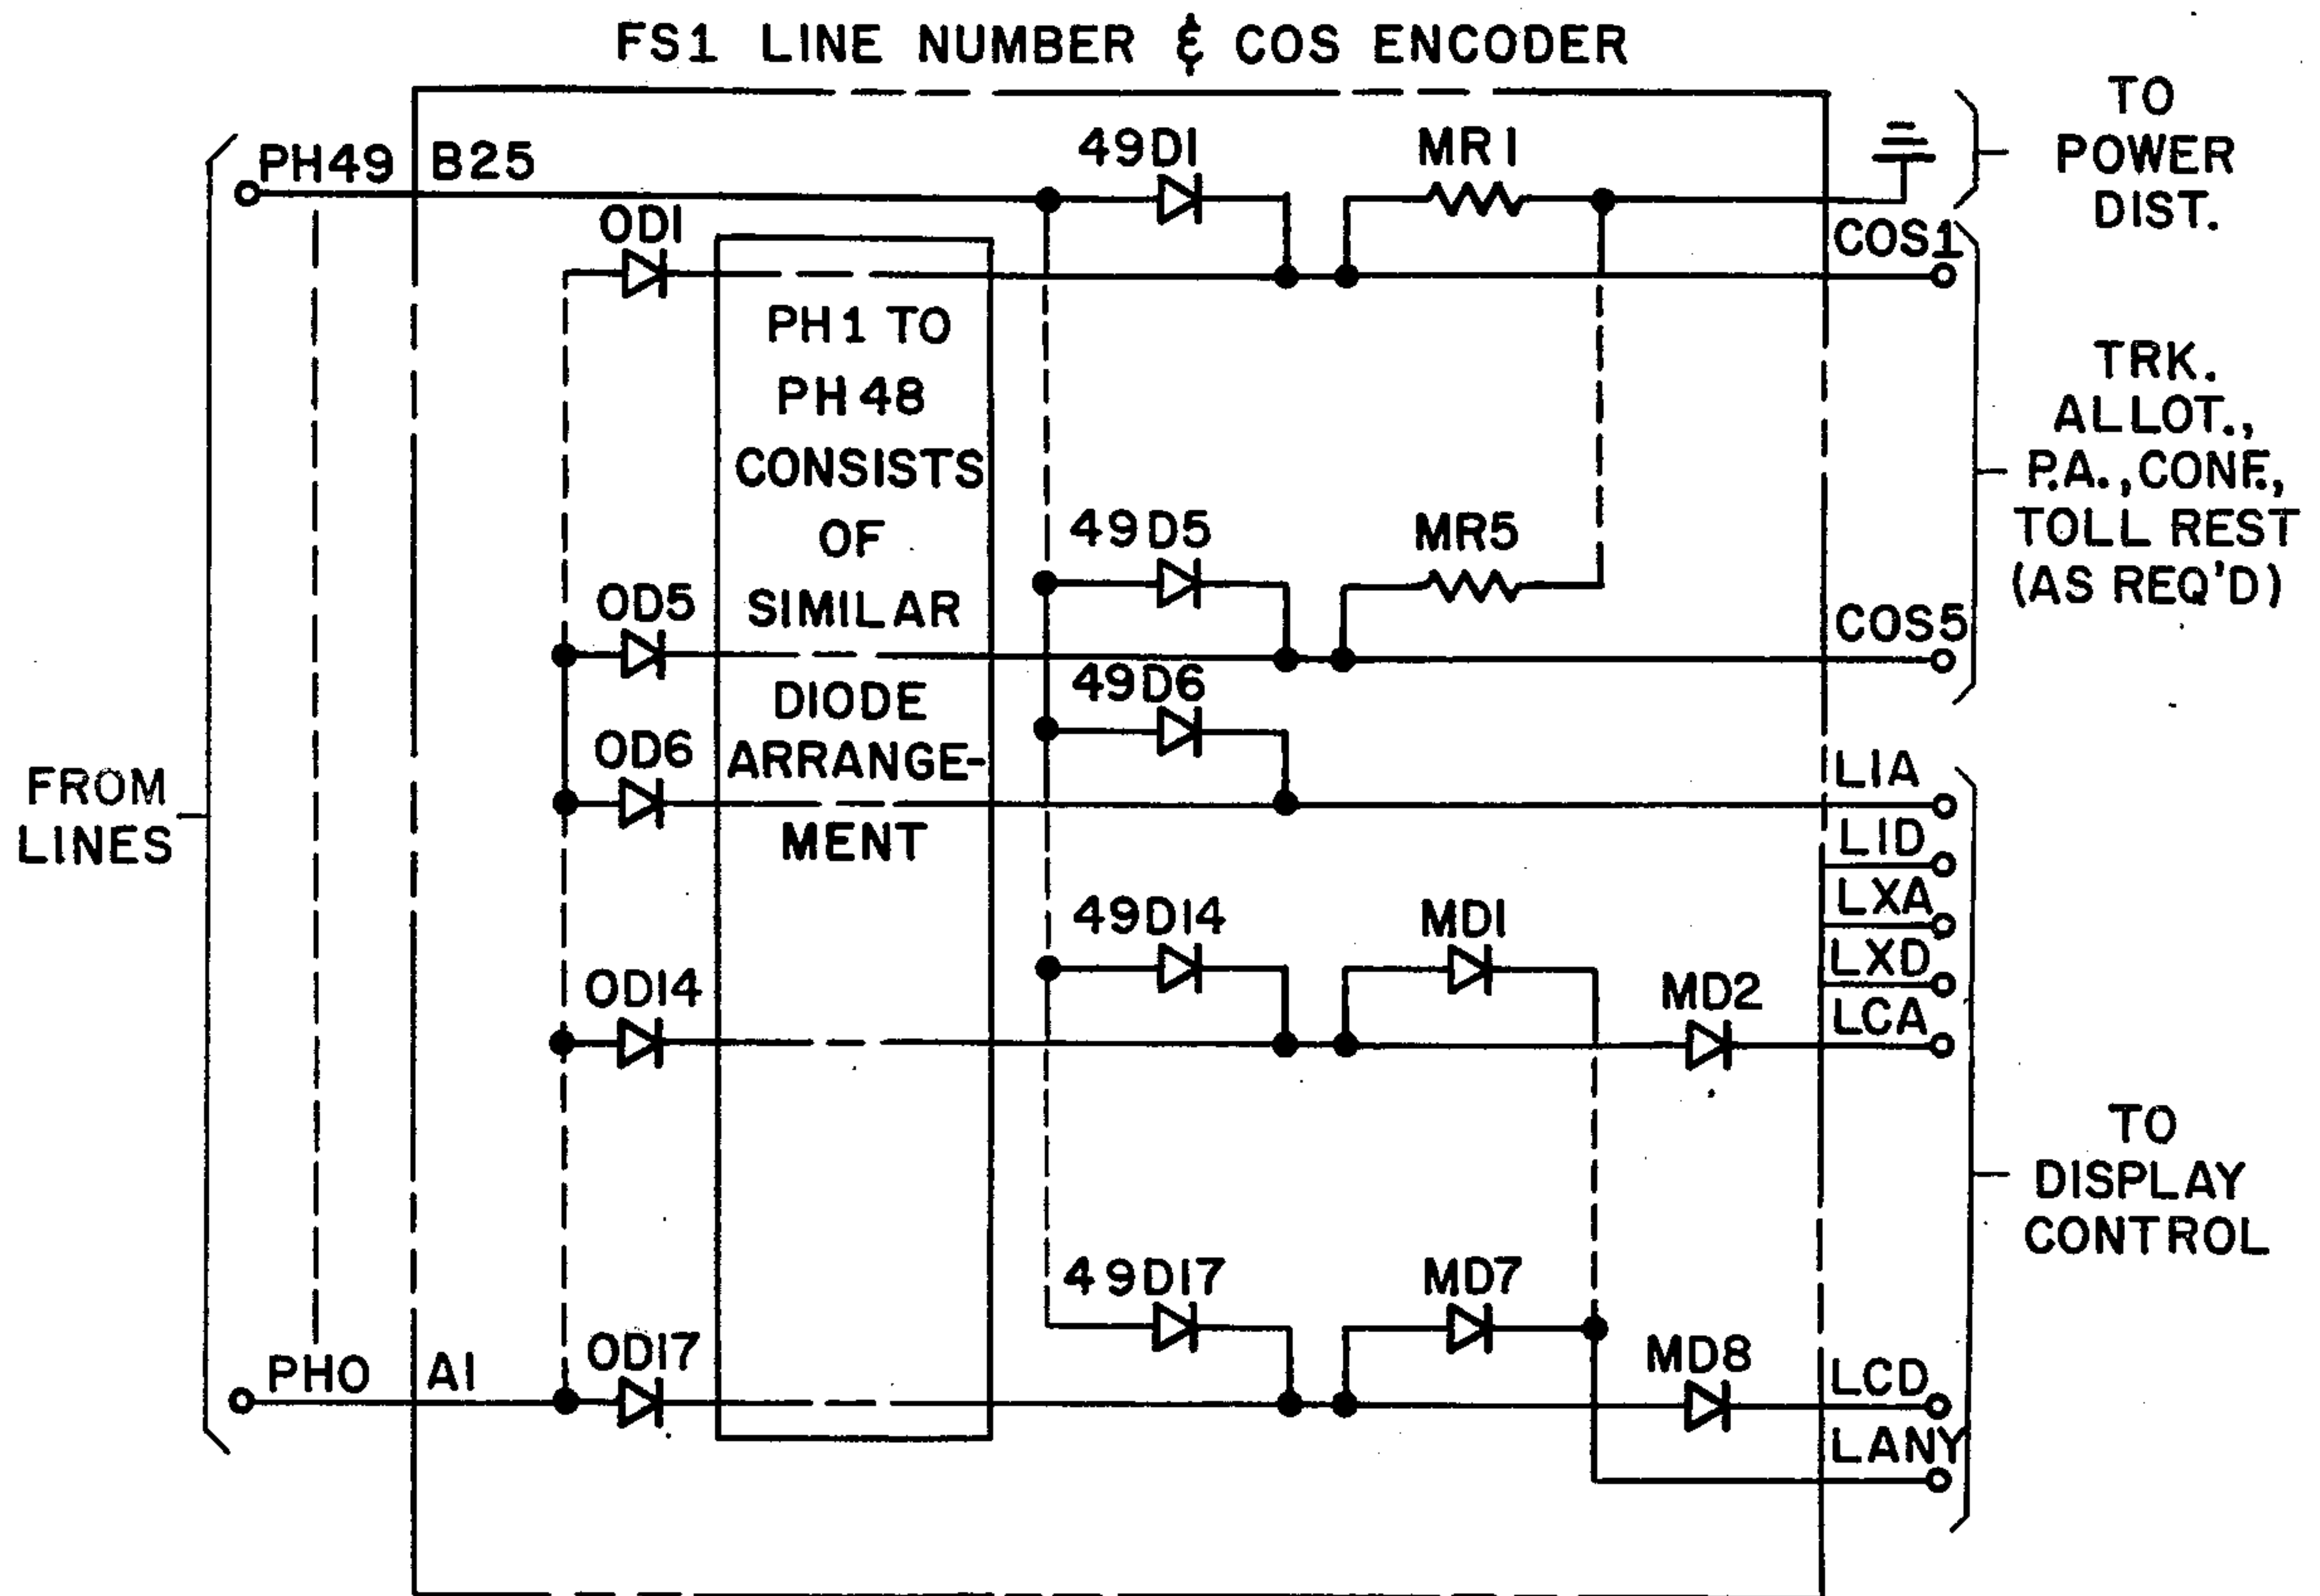 FS1 LINE NUMBER & COS ENCODER
TO
POWER
DIST.
PH49
B25
49D1
MR1
OD1
COS1
PH1 TO
PH48
CONSISTS
OF
SIMILAR
DIODE
ARRANGE-
MENT
TRK.
ALLOT.,
P.A., CONF.,
TOLL REST
(AS REQ'D)
49D5
MR5
OD5
COS5
49D6
OD6
FROM
LINES
LIA
LID
LXA
LXD
LCA
49D14
MD1
OD14
MD2
TO
DISPLAY
CONTROL
49D17
MD7
PHO
A1
OD17
MD8
LCD
LANY